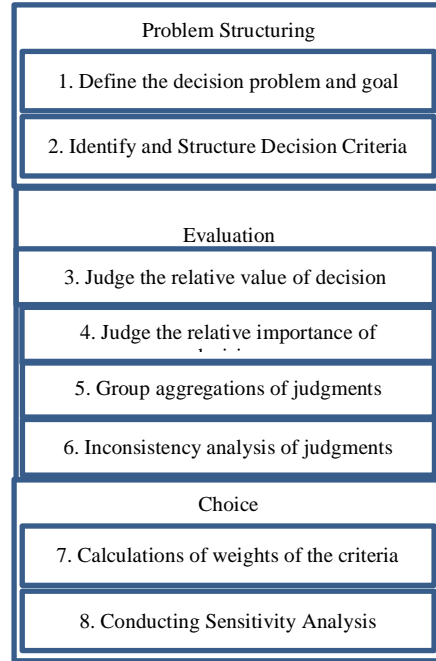 Problem Structuring
1. Define the decision problem and goal
2. Identify and Structure Decision Criteria
Evaluation
3. Judge the relative value of decision
4. Judge the relative importance of
5. Group aggregations of judgments
6. Inconsistency analysis of judgments
Choice
7. Calculations of weights of the criteria
8. Conducting Sensitivity Analysis